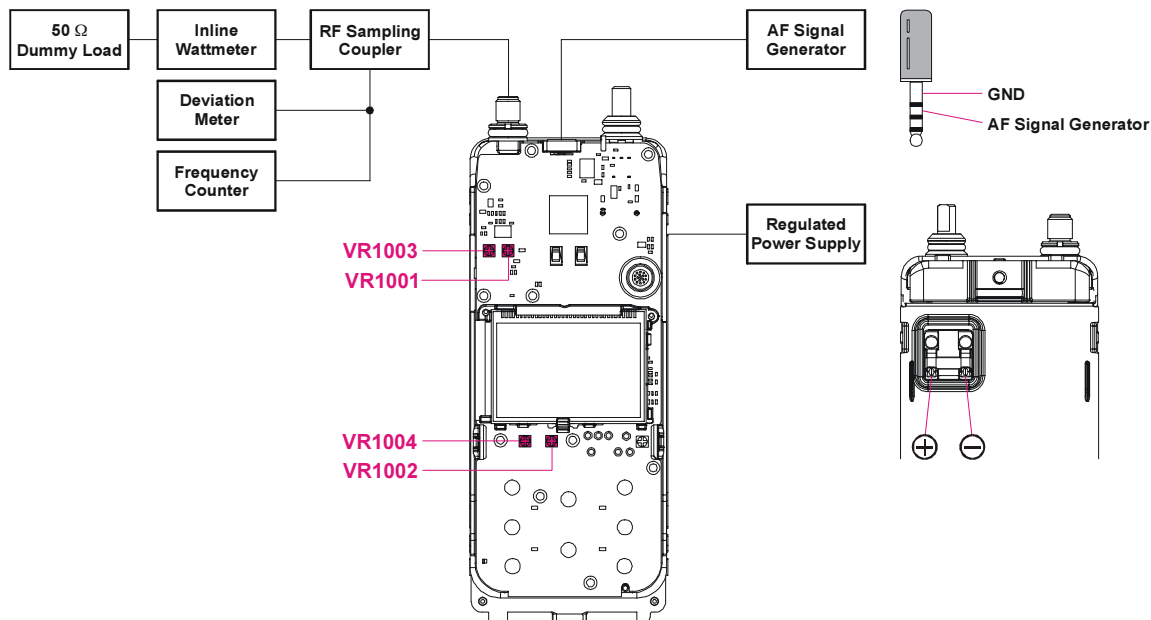 50 Ω
Dummy Load
Inline
Wattmeter
RF Sampling
Coupler
AF Signal
Generator
GND
AF Signal Generator
Deviation
Meter
Frequency
Counter
Regulated
Power Supply
VR1003
VR1001
VR1004
VR1002
+
−